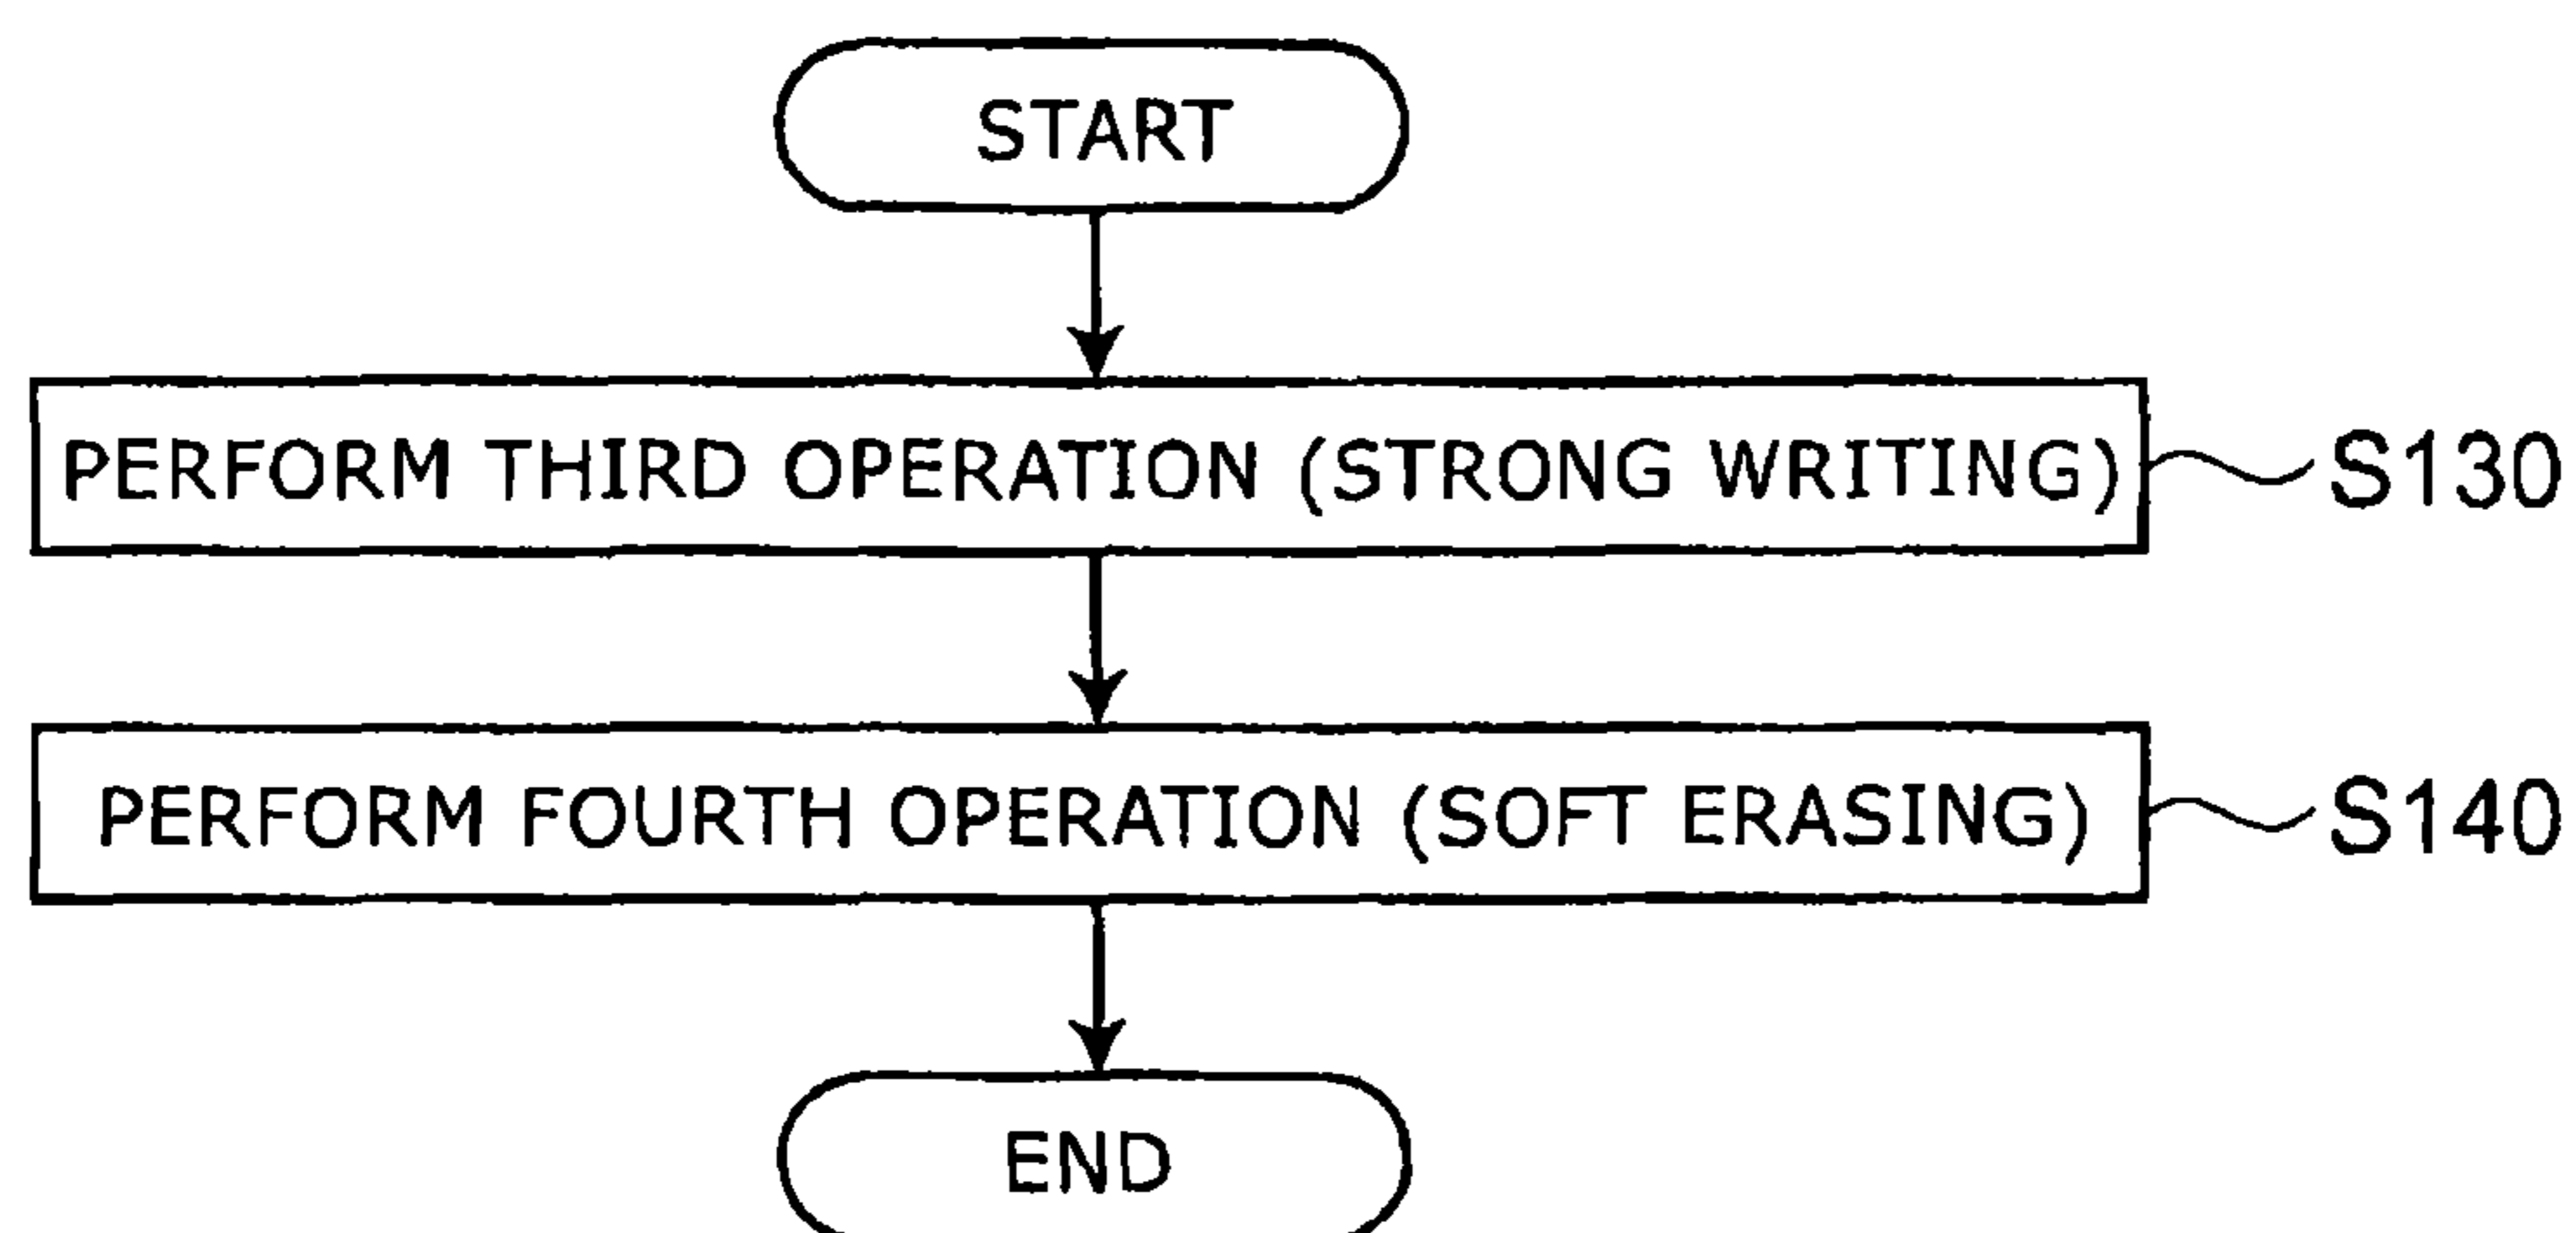 START
PERFORM THIRD OPERATION (STRONG WRITING) S130
PERFORM FOURTH OPERATION (SOFT ERASING) S140
END